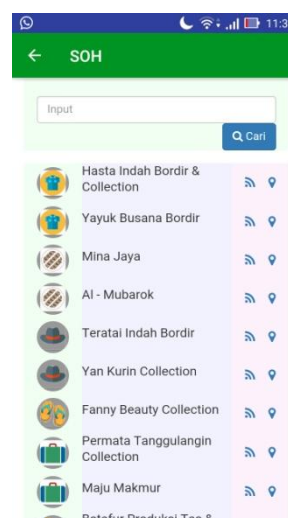 11:3
SOH
Input
Cari
Hasta Indah Bordir &
Collection
Yayuk Busana Bordir
Mina Jaya
Al - Mubarok
Teratai Indah Bordir
Yan Kurin Collection
Fanny Beauty Collection
Permata Tanggulangin
Collection
Maju Makmur